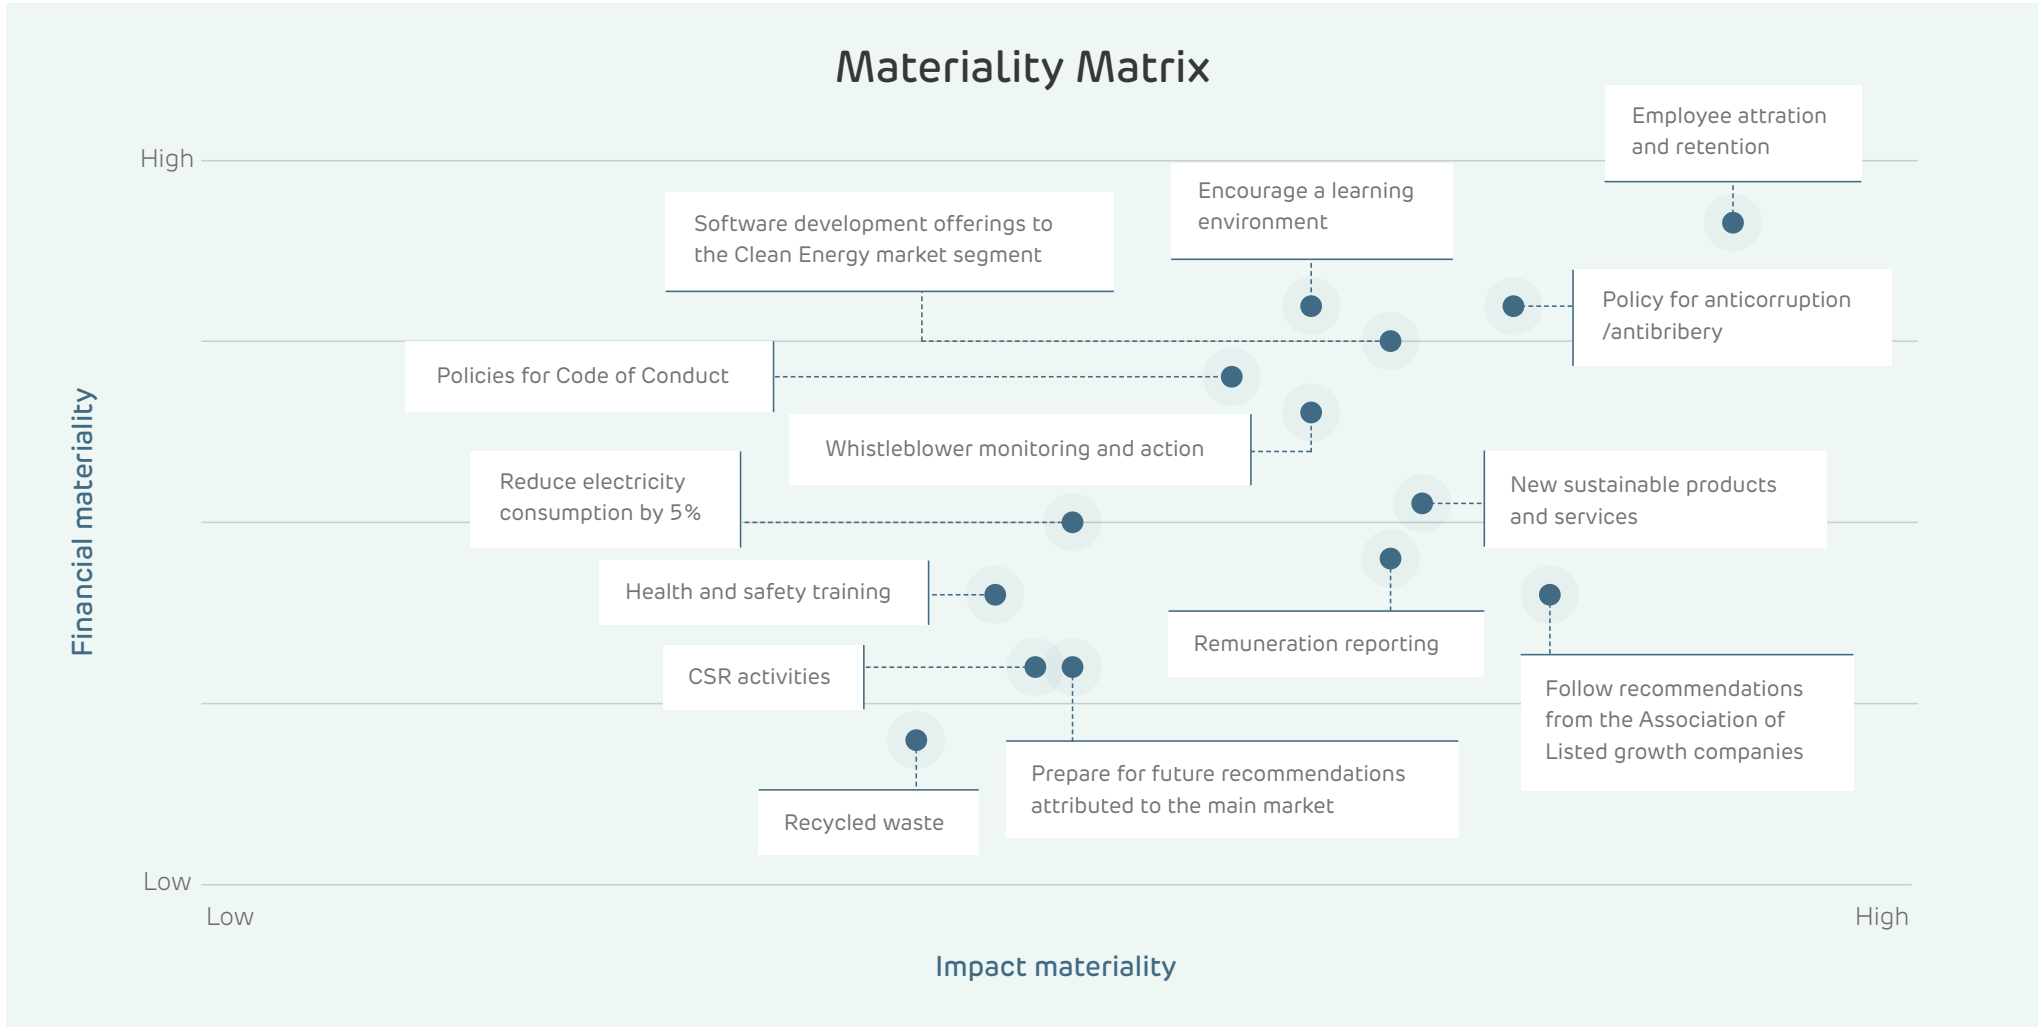 Materiality Matrix
Employee attration
and retention
High
Encourage a learning
environment
Software development offerings to
the Clean Energy market segment
Policy for anticorruption
/antibribery
Policies for Code of Conduct
Whistleblower monitoring and action
Reduce electricity
consumption by 5%
New sustainable products
and services
Financial materiality
Health and safety training
Remuneration reporting
CSR activities
Follow recommendations
from the Association of
Listed growth companies
Prepare for future recommendations
attributed to the main market
Recycled waste
Low
Low
High
Impact materiality